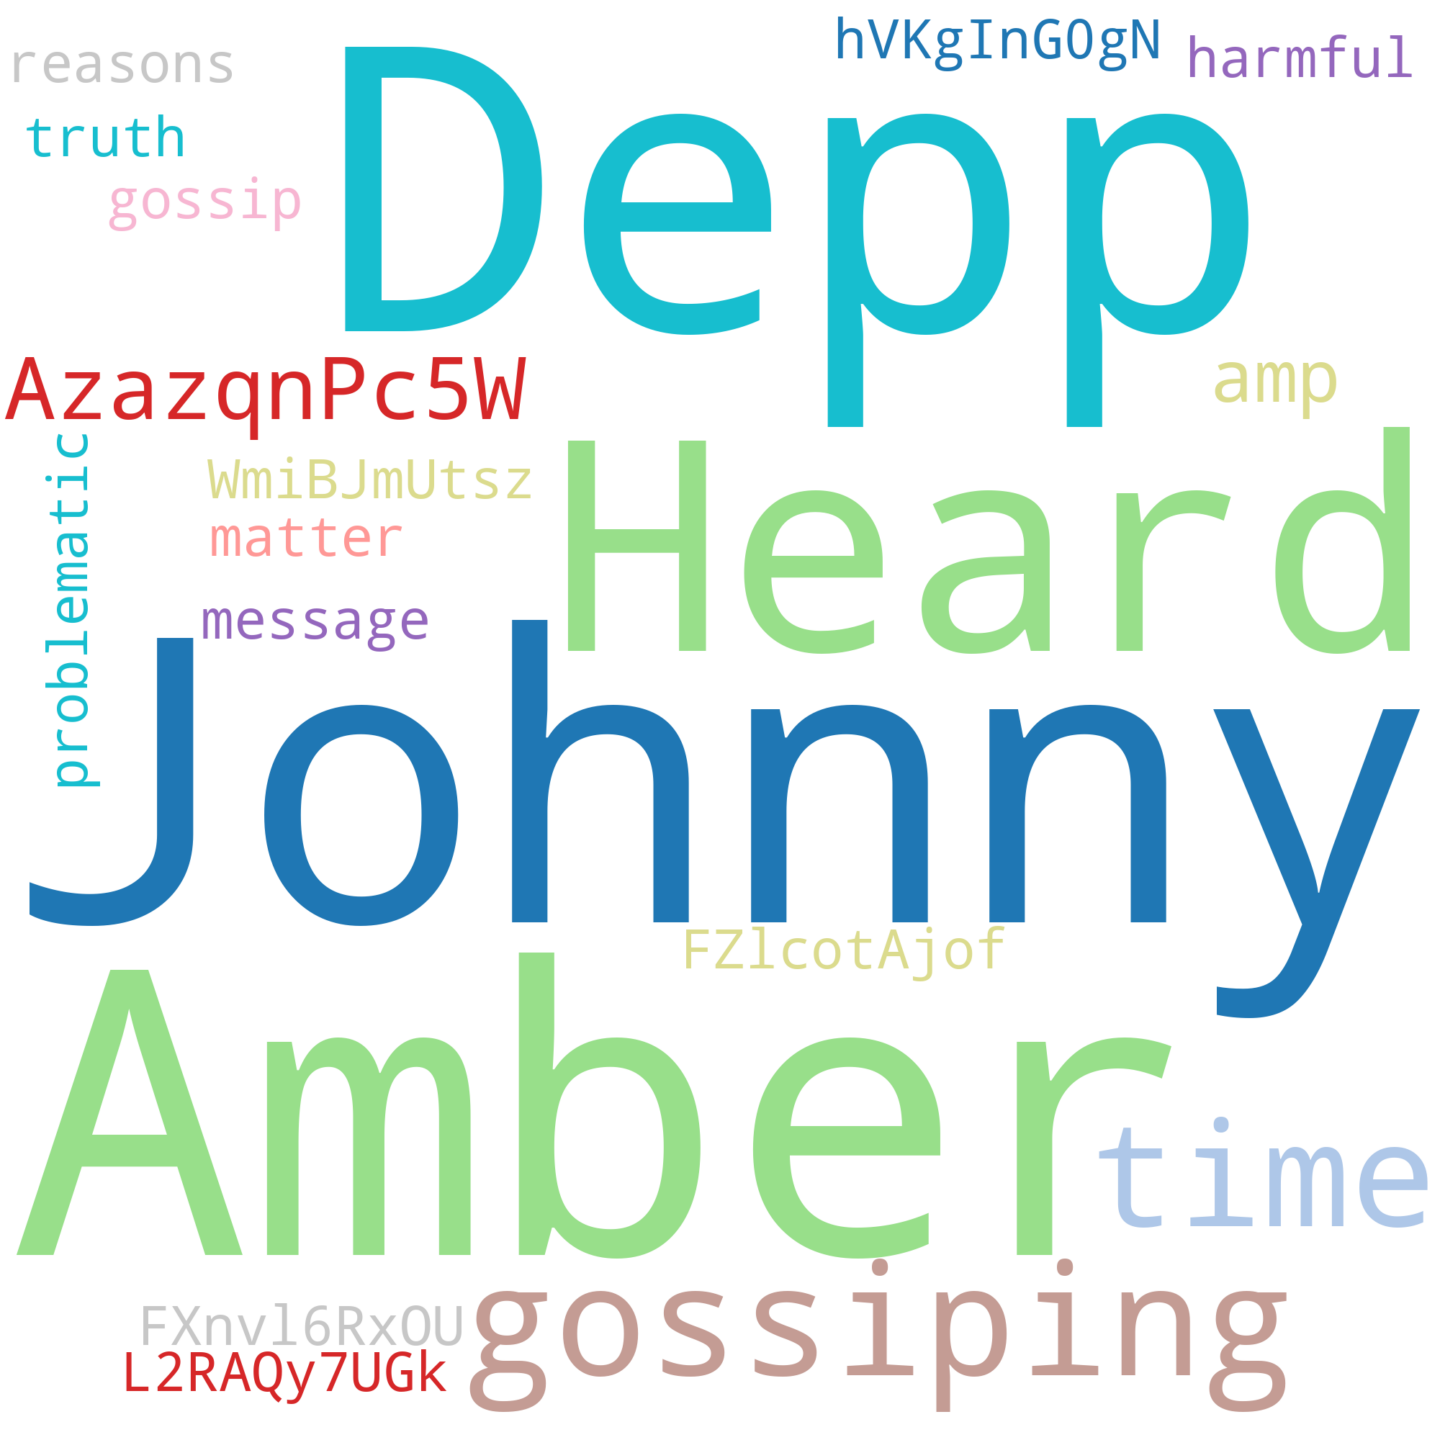 hVKgInG0gN
harmful
reasons
truth
gossip
Depp
AzazqnPc5W
amp
problematic
WmiBJmUtsz
matter
Heard
message
Johnny
FZlcotAjof
Amber
time
gossiping
FXnvl6RxOU
L2RAQy7UGk